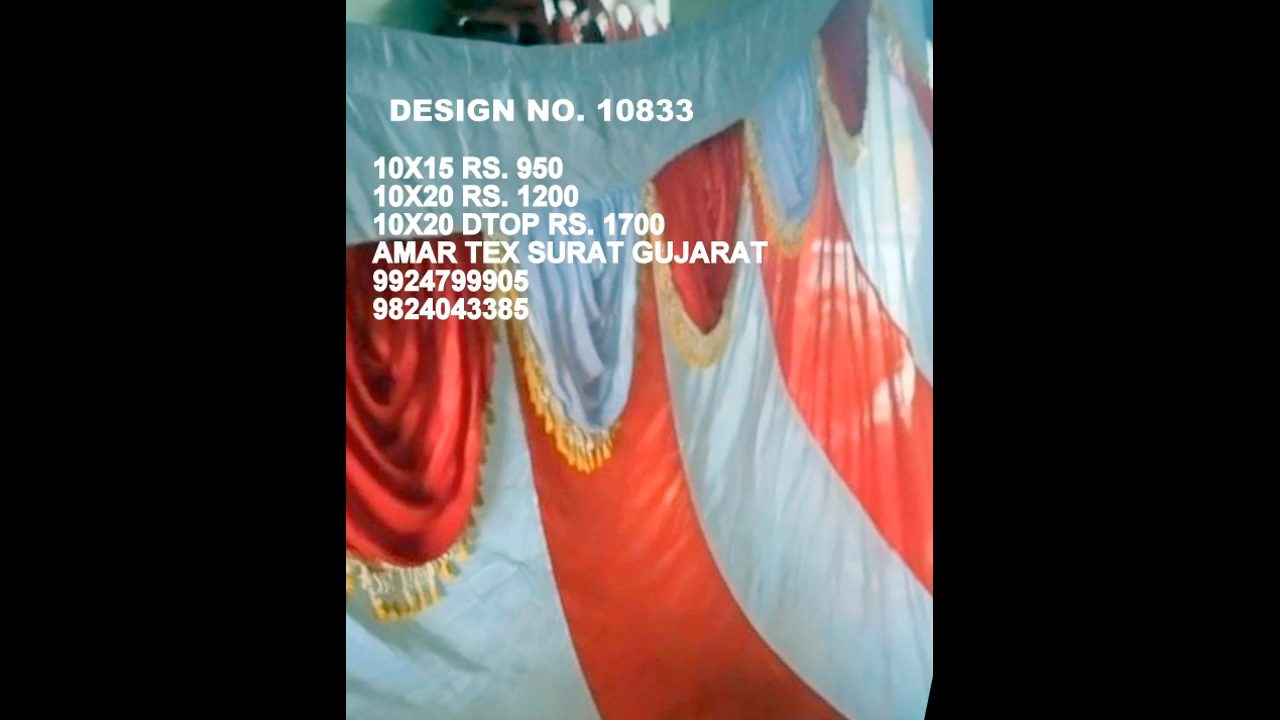 DESIGN NO. 10833
10X15 RS. 950
10X20 RS. 1200
10X20 DTOP RS. 1700
AMAR TEX SURAT GUJARAT
9924799905
9824043385